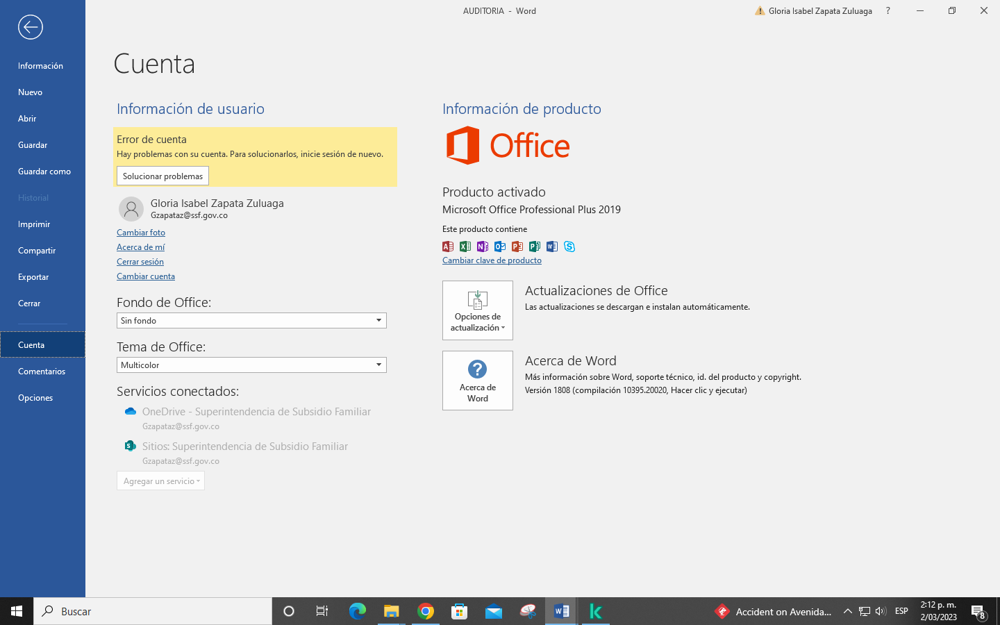 AUDITORIA - Word
Gloria Isabel Zapata Zuluaga
?
Información
Nuevo
Abrir
Guardar
Guardar como
Historial
Imprimir
Compartir
Exportar
Cerrar
Cuenta
Comentarios
Opciones
Cuenta
Información de usuario
Error de cuenta
Hay problemas con su cuenta. Para solucionarlos, inicie sesión de nuevo.
Solucionar problemas
Gloria Isabel Zapata Zuluaga
Gzapataz@ssf.gov.co
Cambiar foto
Acerca de mí
Cerrar sesión
Cambiar cuenta
Fondo de Office:
Sin fondo
Tema de Office:
Multicolor
Servicios conectados:
OneDrive - Superintendencia de Subsidio Familiar
Gzapataz@ssf.gov.co
Sitios: Superintendencia de Subsidio Familiar
Gzapataz@ssf.gov.co
Agregar un servicio
Información de producto
Office
Producto activado
Microsoft Office Professional Plus 2019
Este producto contiene
Cambiar clave de producto
Opciones de
actualización
Actualizaciones de Office
Las actualizaciones se descargan e instalan automáticamente.
Acerca de
Word
Acerca de Word
Más información sobre Word, soporte técnico, id. del producto y copyright.
Versión 1808 (compilación 10395.20020, Hacer clic y ejecutar)
Buscar
Accident on Avenida...
ESP
2:12 p. m.
2/03/2023
8